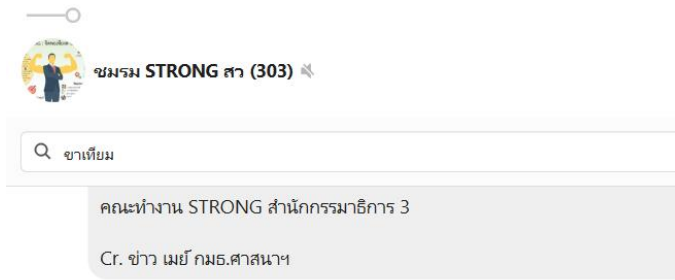 ชมรม STRONG สว (303)
ขาเทียม
คณะทำงาน STRONG สำนักกรรมาธิการ 3
Cr. ข่าว เมย์ กมธ.ศาสนาฯ